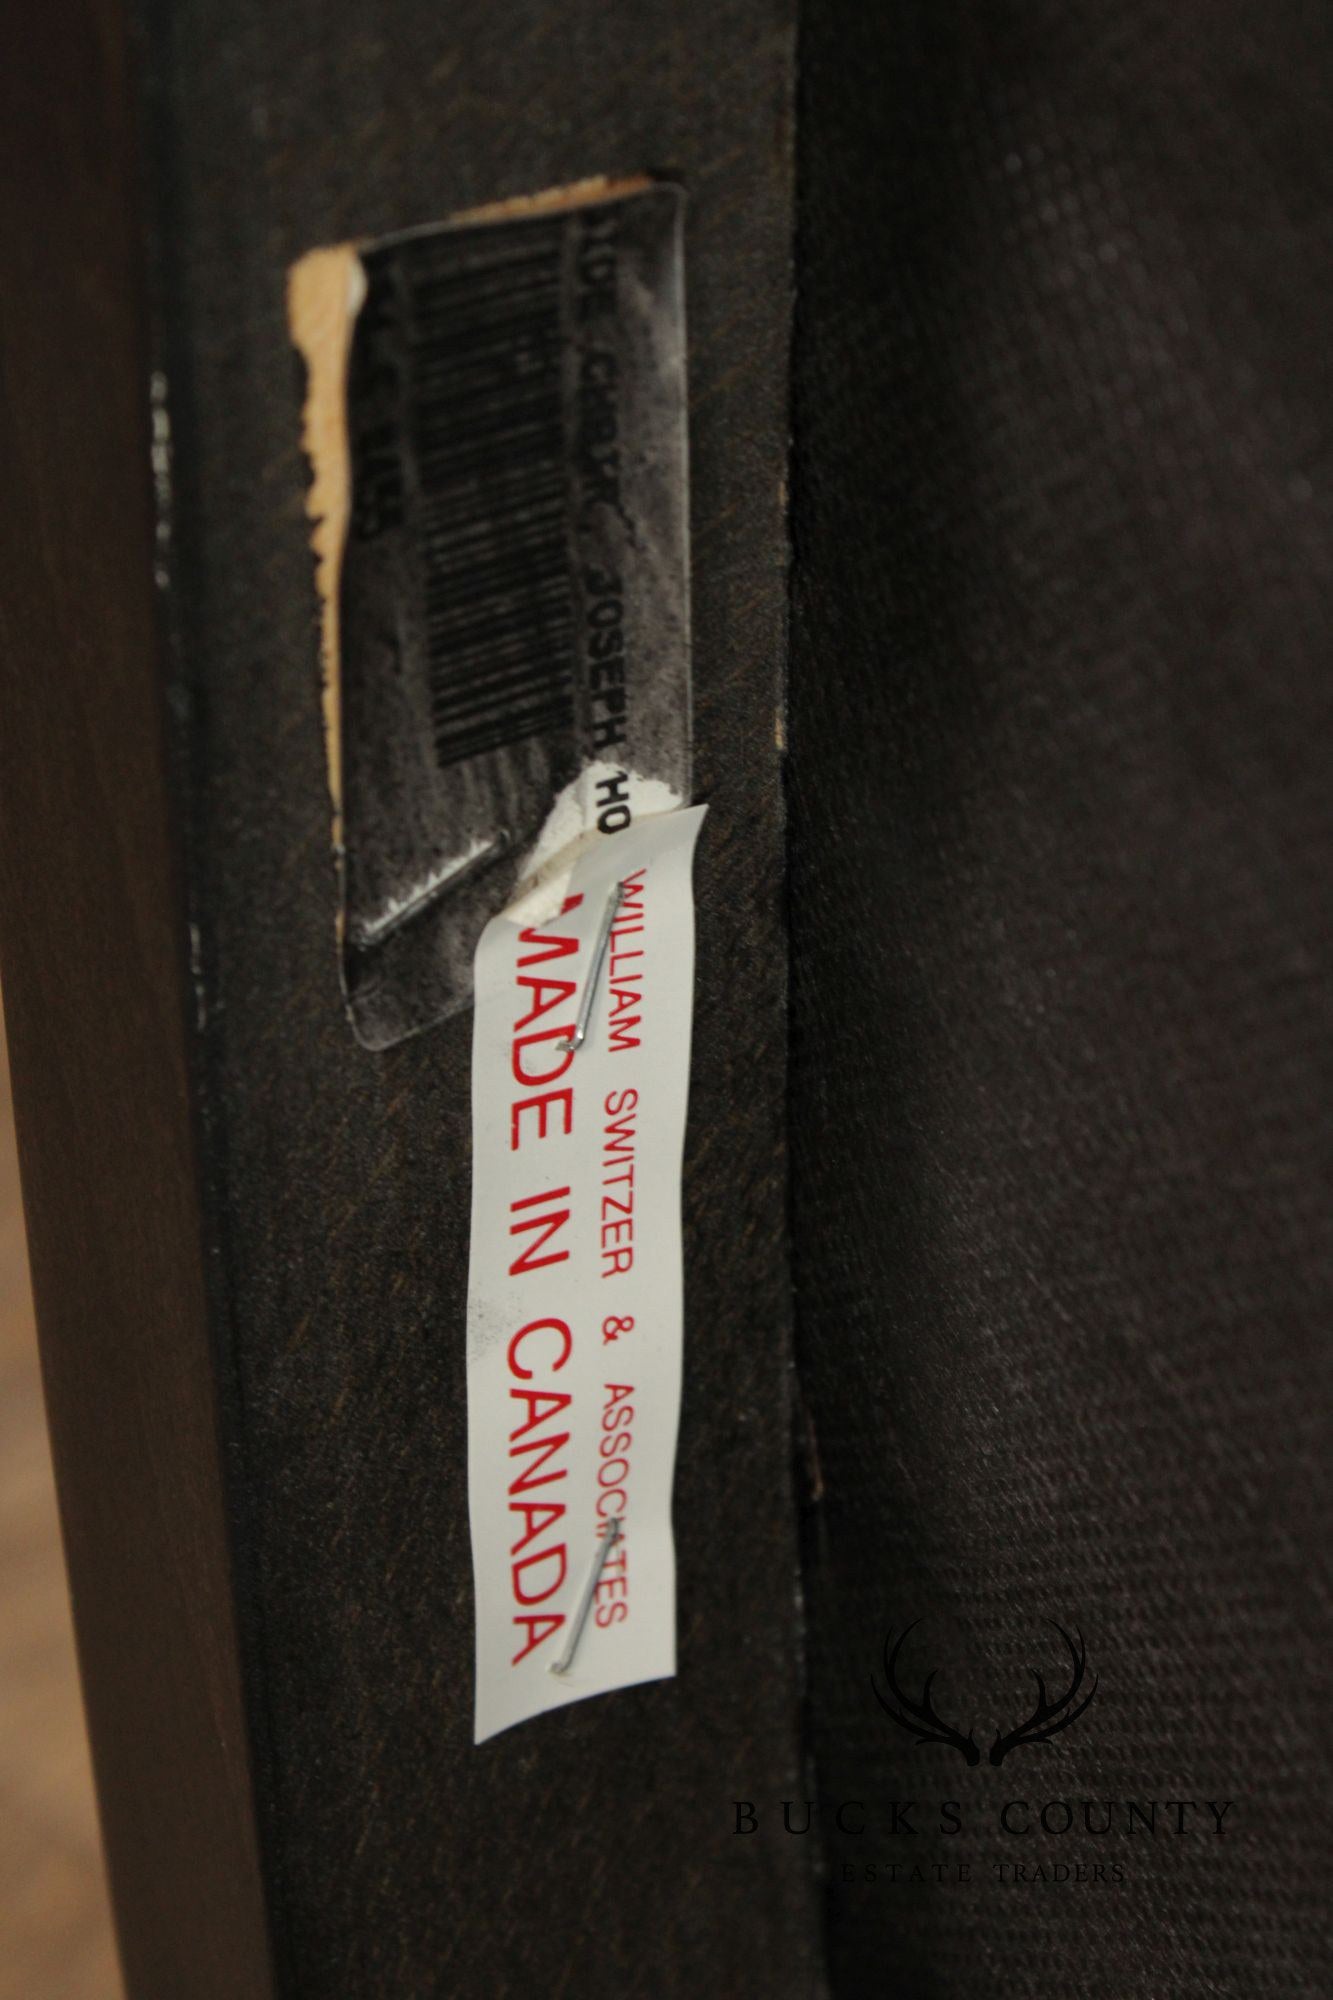 JOSEPH HO
WILLIAM SWITZER & ASSOCIATES
MADE IN CANADA
BUCKS COUNTY
ESTATE TRADERS